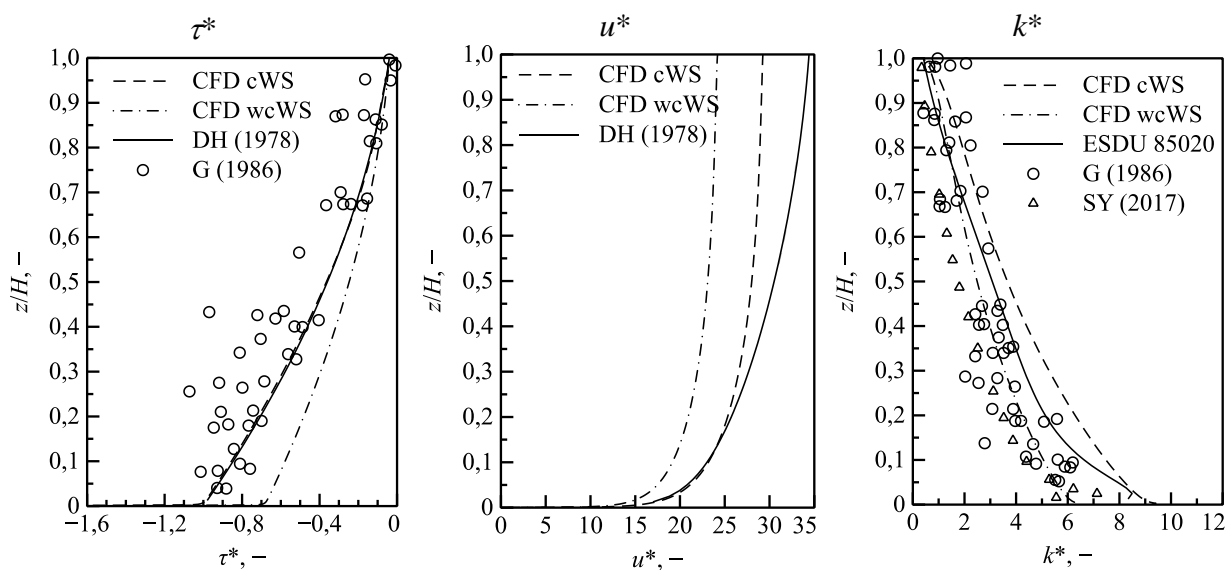 τ*
1,0
0,9
0,8
0,7
0,6
0,5
0,4
0,3
0,2
0,1
0
z/H, –
CFD cWS
CFD wcWS
DH (1978)
G (1986)
−1,6 −1,2 −0,8 −0,4 0
τ*, –
u*
1,0
0,9
0,8
0,7
0,6
0,5
0,4
0,3
0,2
0,1
0
z/H, –
CFD cWS
CFD wcWS
DH (1978)
0 5 10 15 20 25 30 35
u*, –
k*
1,0
0,9
0,8
0,7
0,6
0,5
0,4
0,3
0,2
0,1
0
z/H, –
CFD cWS
CFD wcWS
ESDU 85020
G (1986)
SY (2017)
0 2 4 6 8 10 12
k*, –